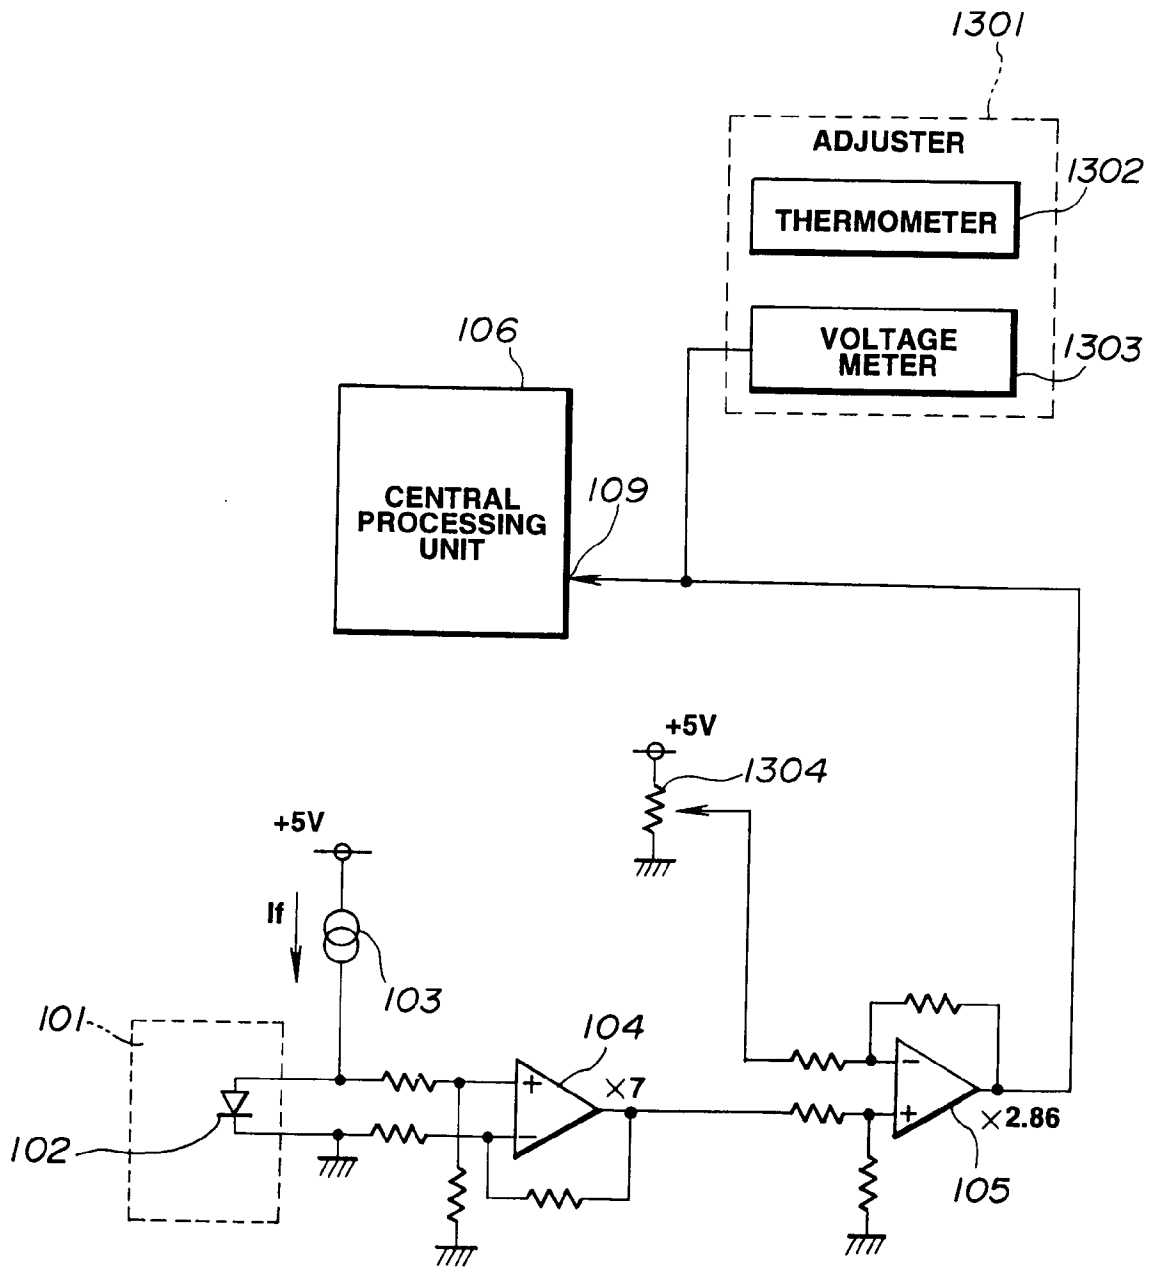 1301
ADJUSTER
1302
THERMOMETER
106
VOLTAGE
METER
1303
109
CENTRAL
PROCESSING
UNIT
+5V
1304
+5V
If
103
101
104
×7
102
×2.86
105
+
−
−
+